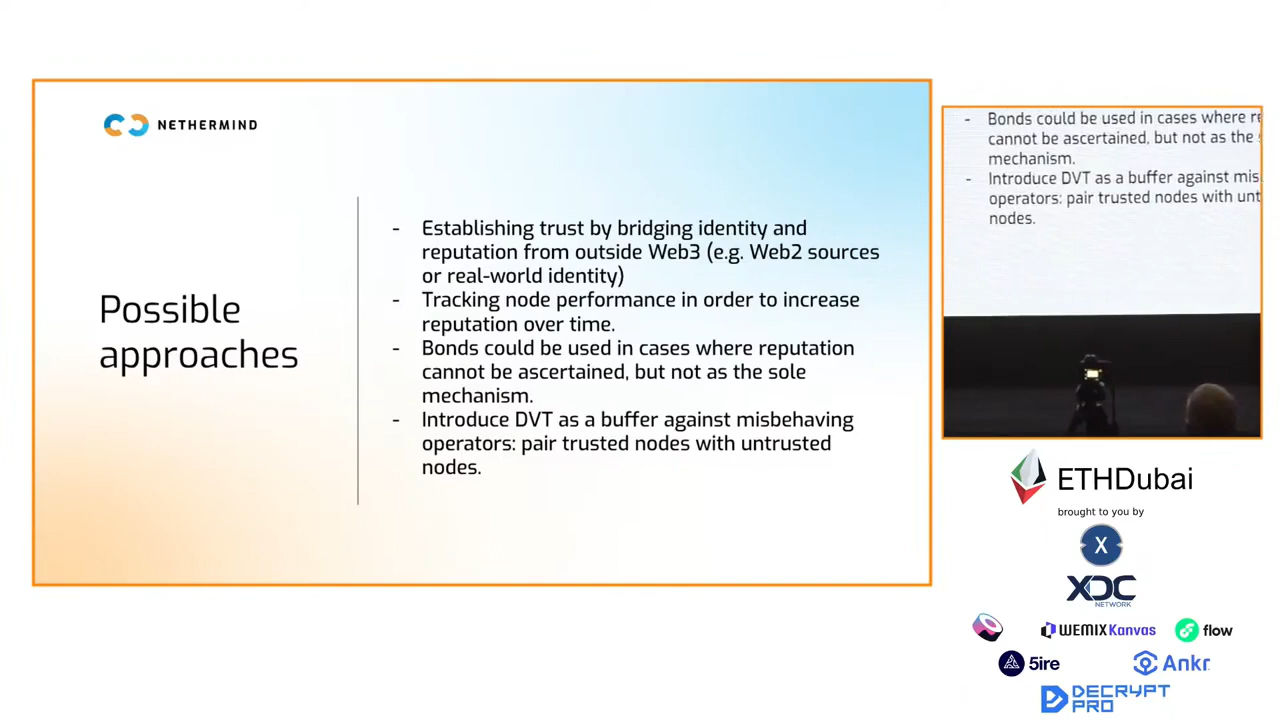 NETHERMIND
Possible
approaches
- Establishing trust by bridging identity and
reputation from outside Web3 (e.g. Web2 sources
or real-world identity)
- Tracking node performance in order to increase
reputation over time.
- Bonds could be used in cases where reputation
cannot be ascertained, but not as the sole
mechanism.
- Introduce DVT as a buffer against misbehaving
operators: pair trusted nodes with untrusted
nodes.
- Bonds could be used in cases where re
cannot be ascertained, but not as the s
mechanism.
- Introduce DVT as a buffer against mis
operators: pair trusted nodes with unt
nodes.
ETHDubai
brought to you by
X
XDC
NETWORK
WEMIX Kanvas
flow
5ire
Ankr
DECRYPT
PRO